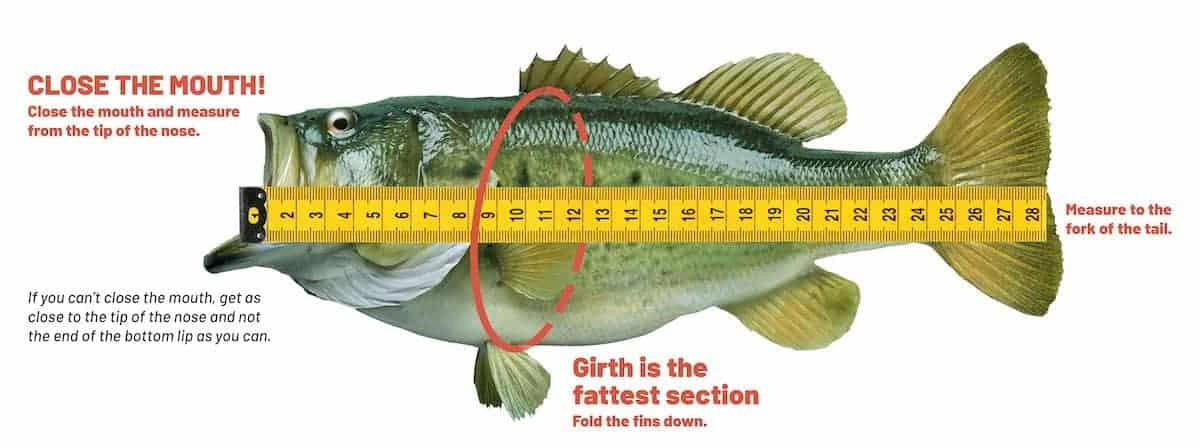 CLOSE THE MOUTH!
Close the mouth and measure
from the tip of the nose.
2 3 4 5 6 7 8 9 10 11 12 13 14 15 16 17 18 19 20 21 22 23 24 25 26 27 28
Measure to the
fork of the tail.
If you can't close the mouth, get as
close to the tip of the nose and not
the end of the bottom lip as you can.
Girth is the
fattest section
Fold the fins down.